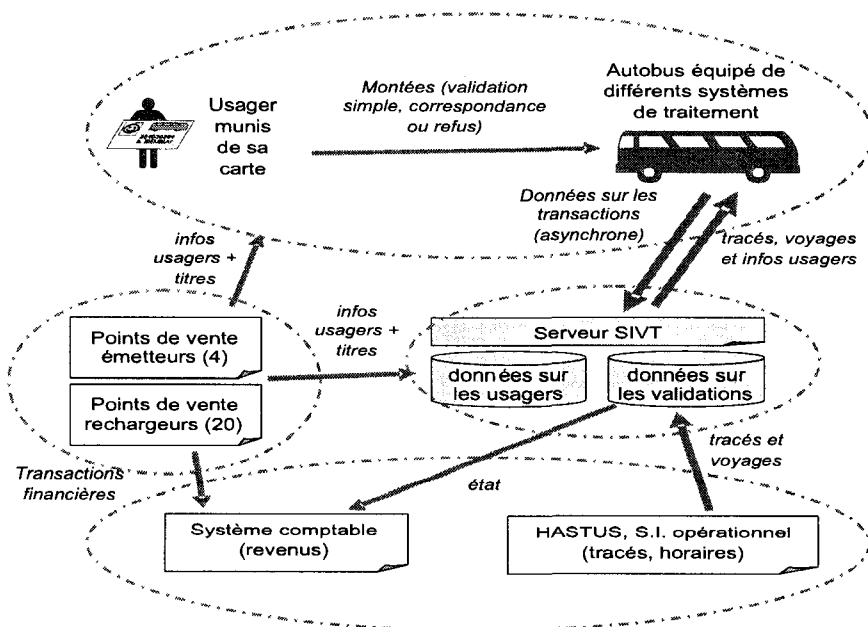 Usager
munis
de sa
carte
Montées (validation
simple, correspondance
ou refus)
Autobus équipé de
différents systèmes
de traitement
Données sur les
transactions
(asynchrone)
tracés, voyages
et infos usagers
infos
usagers +
titres
Points de vente
émetteurs (4)
Points de vente
rechargeurs (20)
infos
usagers +
titres
Serveur SIVT
données sur
les usagers
données sur
les validations
Transactions
financières
état
tracés et
voyages
Système comptable
(revenus)
HASTUS, S.I. opérationnel
(tracés, horaires)